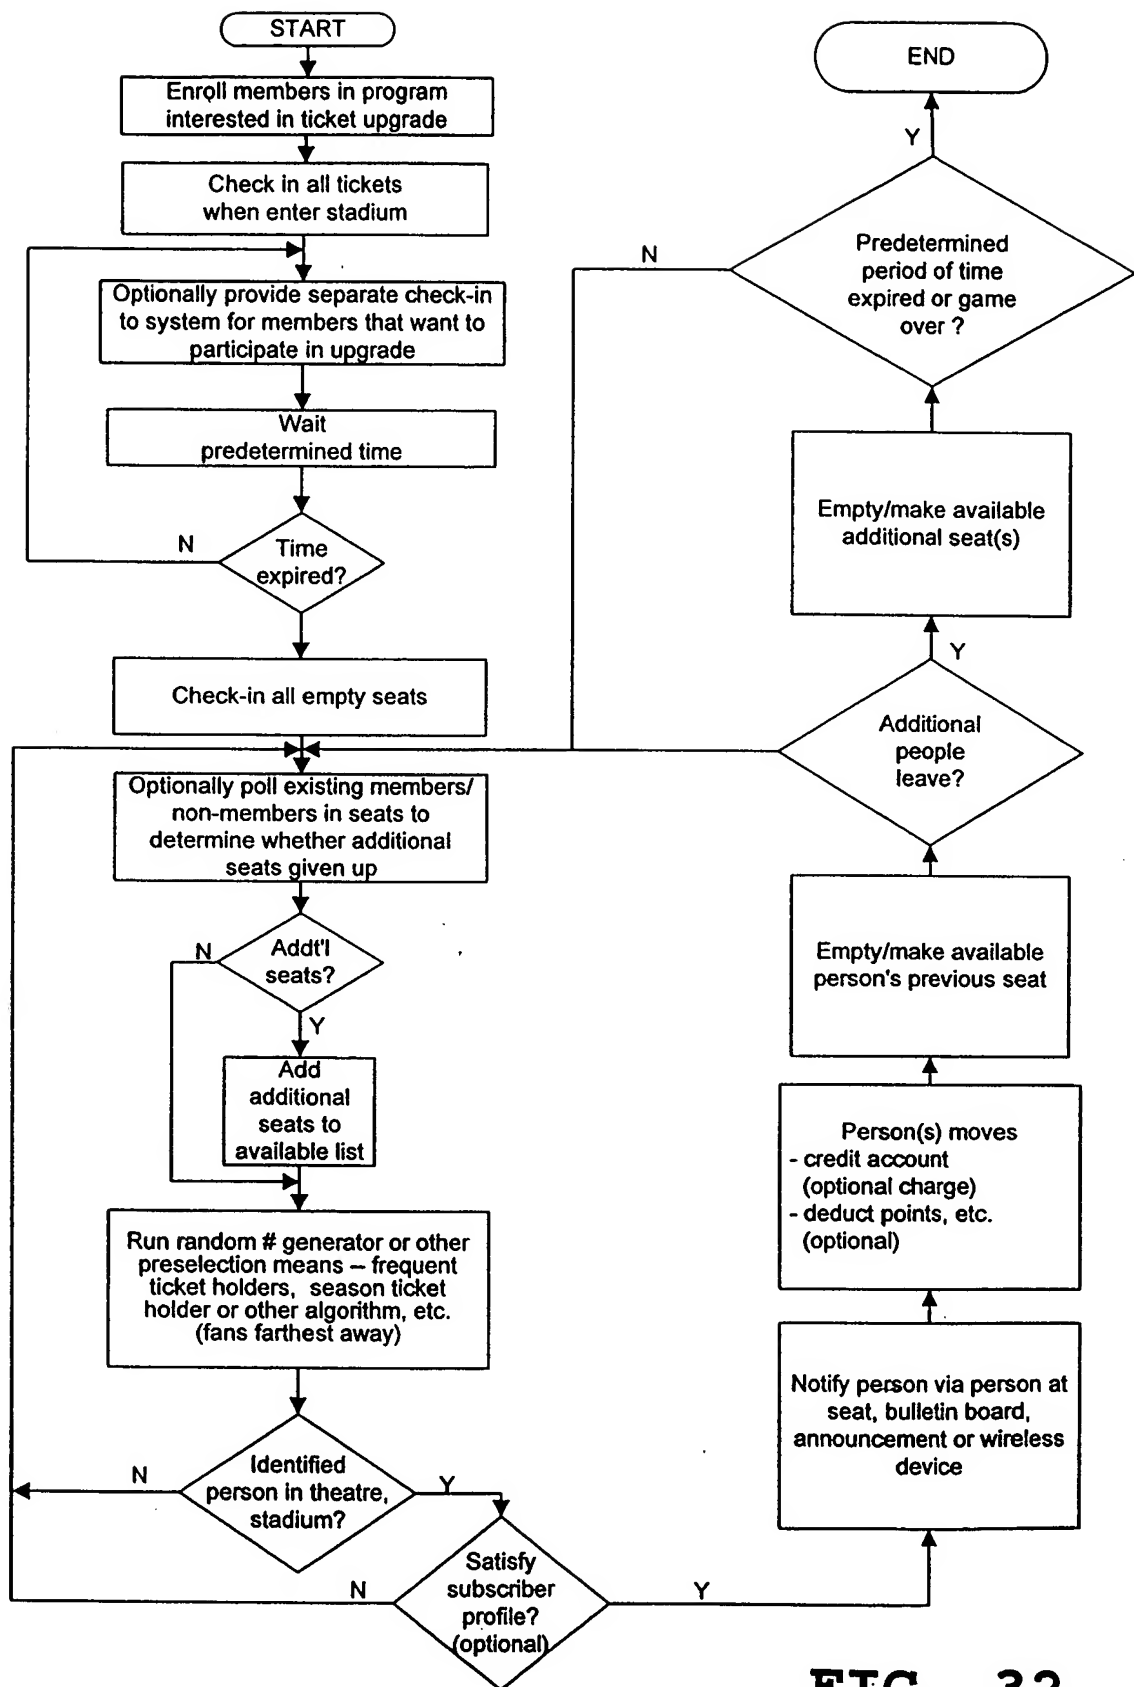 START
Enroll members in program
interested in ticket upgrade
Check in all tickets
when enter stadium
Optionally provide separate check-in
to system for members that want to
participate in upgrade
Wait
predetermined time
N
Time
expired?
Check-in all empty seats
Optionally poll existing members/
non-members in seats to
determine whether additional
seats given up
N
Addt'l
seats?
Y
Add
additional
seats to
available list
Run random # generator or other
preselection means – frequent
ticket holders, season ticket
holder or other algorithm, etc.
(fans farthest away)
N
Identified
person in theatre,
stadium?
Y
N
Satisfy
subscriber
profile?
(optional)
Y
Notify person via person at
seat, bulletin board,
announcement or wireless
device
Person(s) moves
- credit account
(optional charge)
- deduct points, etc.
(optional)
Empty/make available
person's previous seat
Additional
people
leave?
Y
Empty/make available
additional seat(s)
Predetermined
period of time
expired or game
over ?
N
Y
END
FIG. 32